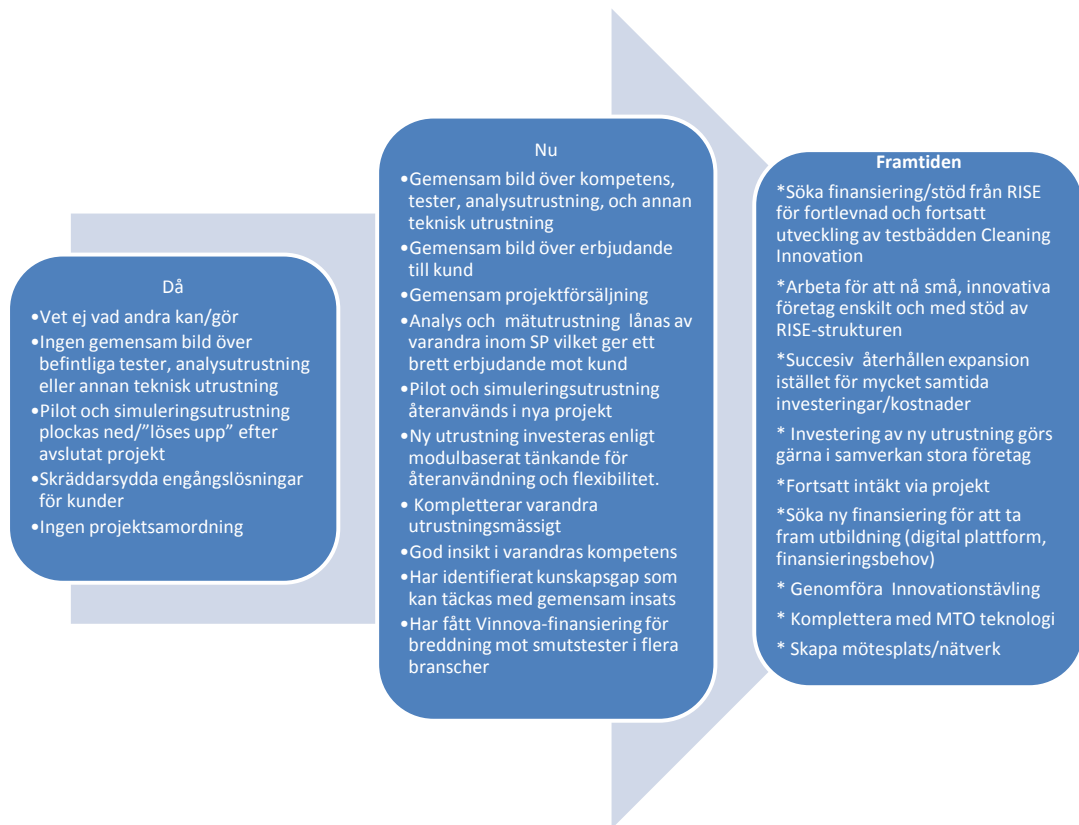 Då
•Vet ej vad andra kan/gör
•Ingen gemensam bild över
befintliga tester, analysutrustning
eller annan teknisk utrustning
•Pilot och simuleringsutrustning
plockas ned/”löses upp” efter
avslutat projekt
•Skräddarsydda engångslösningar
för kunder
•Ingen projektsamordning
Nu
•Gemensam bild över kompetens,
tester, analysutrustning, och annan
teknisk utrustning
•Gemensam bild över erbjudande
till kund
•Gemensam projektförsäljning
•Analys och mätutrustning lånas av
varandra inom SP vilket ger ett
brett erbjudande mot kund
•Pilot och simuleringsutrustning
återanvänds i nya projekt
•Ny utrustning investeras enligt
modulbaserat tänkande för
återanvändning och flexibilitet.
• Kompletterar varandra
utrustningsmässigt
•God insikt i varandras kompetens
•Har identifierat kunskapsgap som
kan täckas med gemensam insats
•Har fått Vinnova-finansiering för
breddning mot smutstester i flera
branscher
Framtiden
*Söka finansiering/stöd från RISE
för fortlevnad och fortsatt
utveckling av testbädden Cleaning
Innovation
*Arbeta för att nå små, innovativa
företag enskilt och med stöd av
RISE-strukturen
*Succesiv återhållen expansion
istället för mycket samtida
investeringar/kostnader
* Investering av ny utrustning görs
gärna i samverkan stora företag
*Fortsatt intäkt via projekt
*Söka ny finansiering för att ta
fram utbildning (digital plattform,
finansieringsbehov)
* Genomföra Innovationstävling
* Komplettera med MTO teknologi
* Skapa mötesplats/nätverk